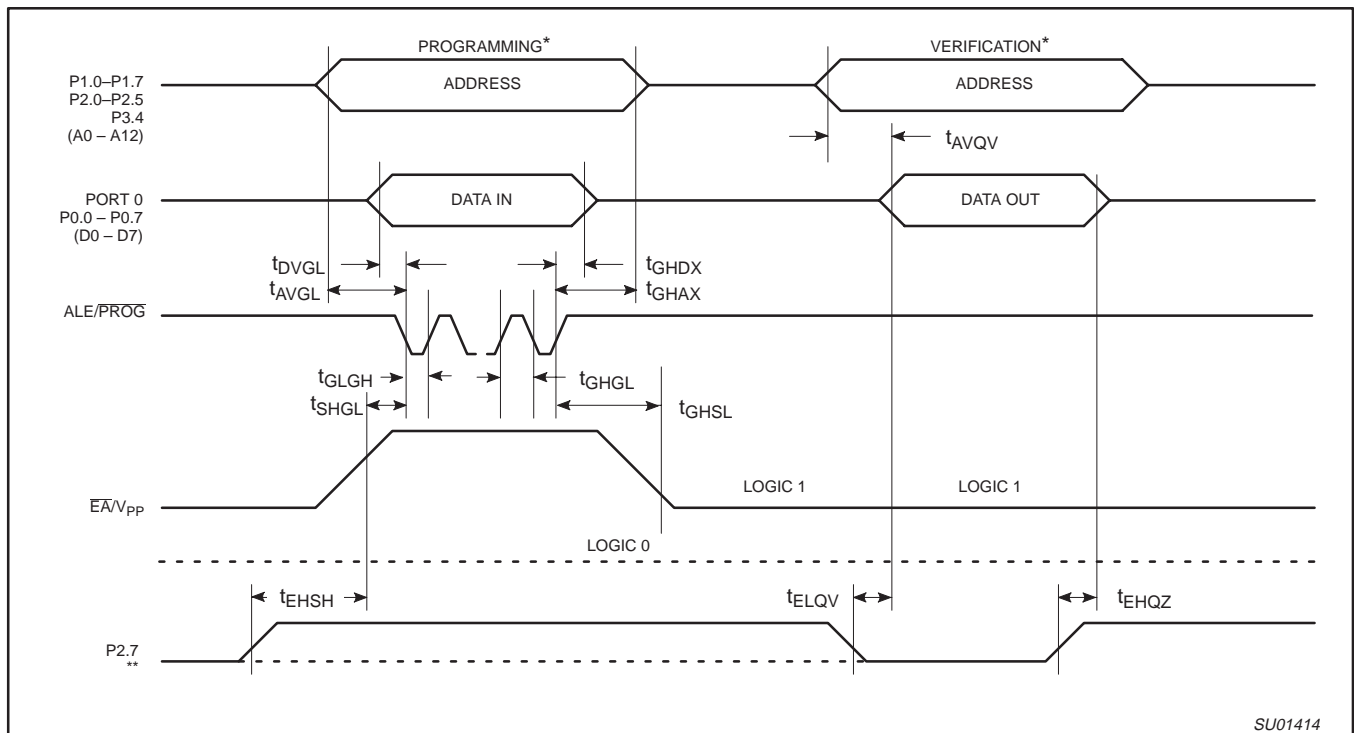 PROGRAMMING*
VERIFICATION*
P1.0–P1.7
P2.0–P2.5
P3.4
(A0 – A12)
ADDRESS
ADDRESS
tAVQV
PORT 0
P0.0 – P0.7
(D0 – D7)
DATA IN
DATA OUT
tDVGL
tGHDX
tAVGL
tGHAX
ALE/PROG
tGLGH
tGHGL
tSHGL
tGHSL
LOGIC 1
LOGIC 1
EA/VPP
LOGIC 0
tEHSH
tELQV
tEHQZ
P2.7
**
SU01414